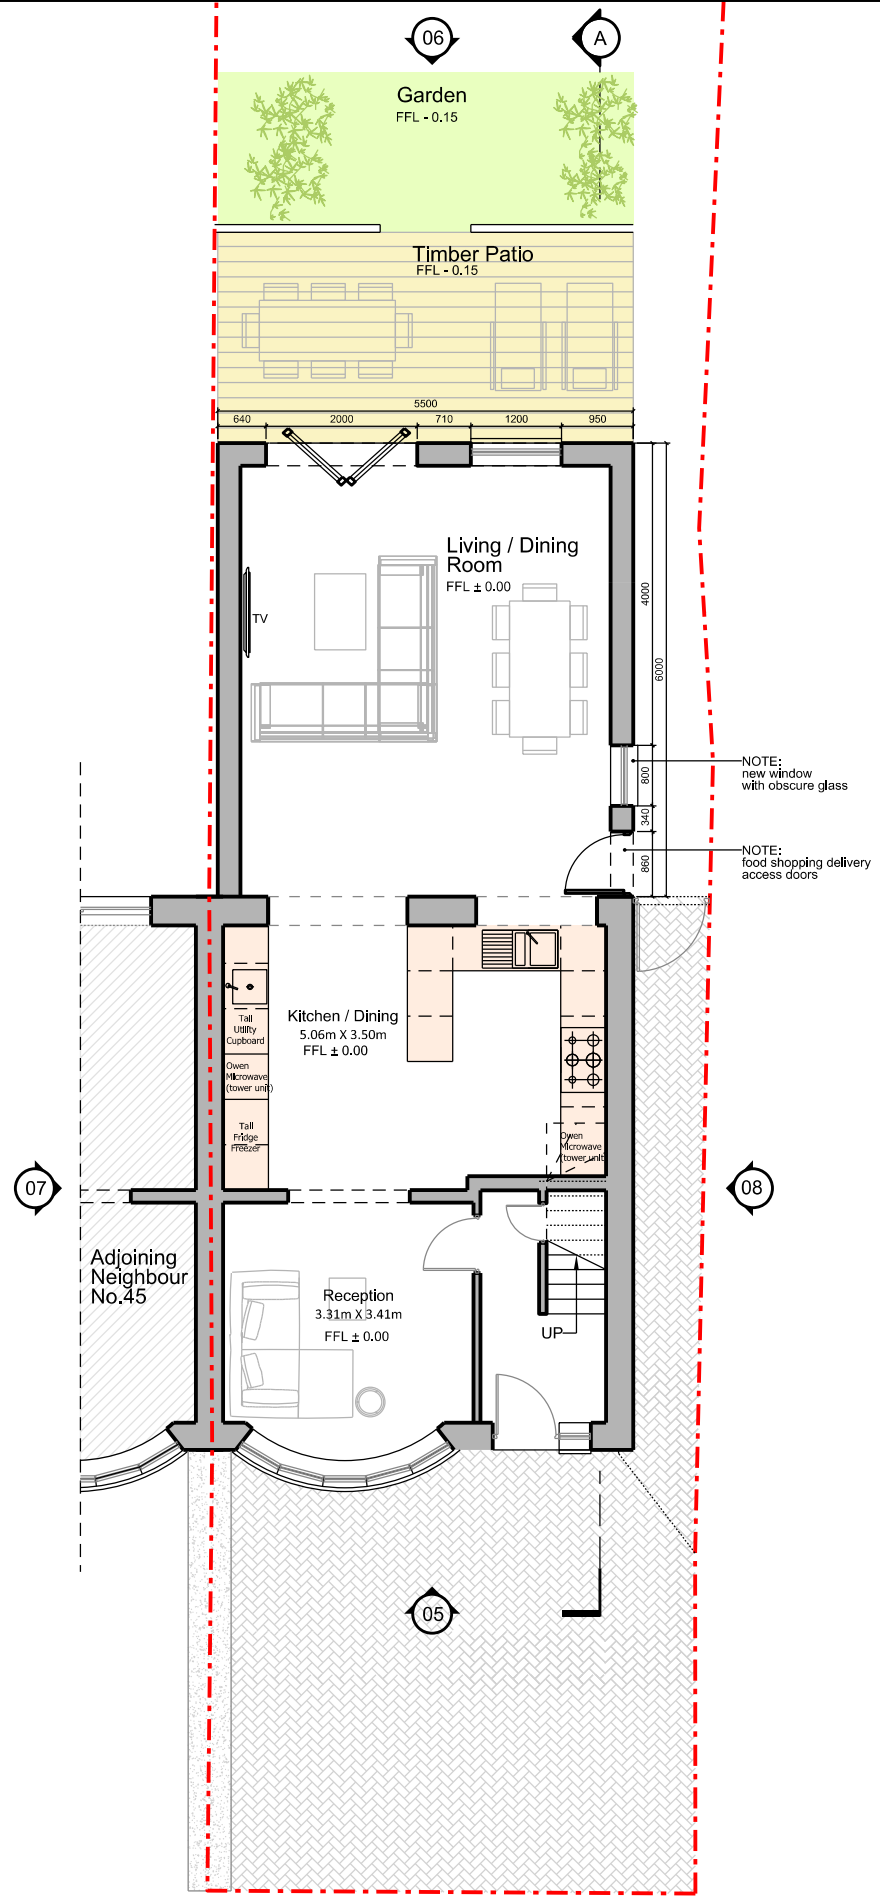 06
A
Garden
FFL - 0.15
Timber Patio
FFL - 0.15
5500
640
2000
710
1200
950
Living / Dining
Room
FFL ± 0.00
TV
4000
6000
800
340
860
NOTE:
new window
with obscure glass
NOTE:
food shopping delivery
access doors
Kitchen / Dining
5.06m X 3.50m
FFL ± 0.00
Tall
Utility
Cupboard
Owen
Microwave
(tower unit)
Tall
Fridge
Freezer
Owen
Microwave
(tower unit)
07
08
Adjoining
Neighbour
No.45
Reception
3.31m X 3.41m
FFL ± 0.00
UP
05